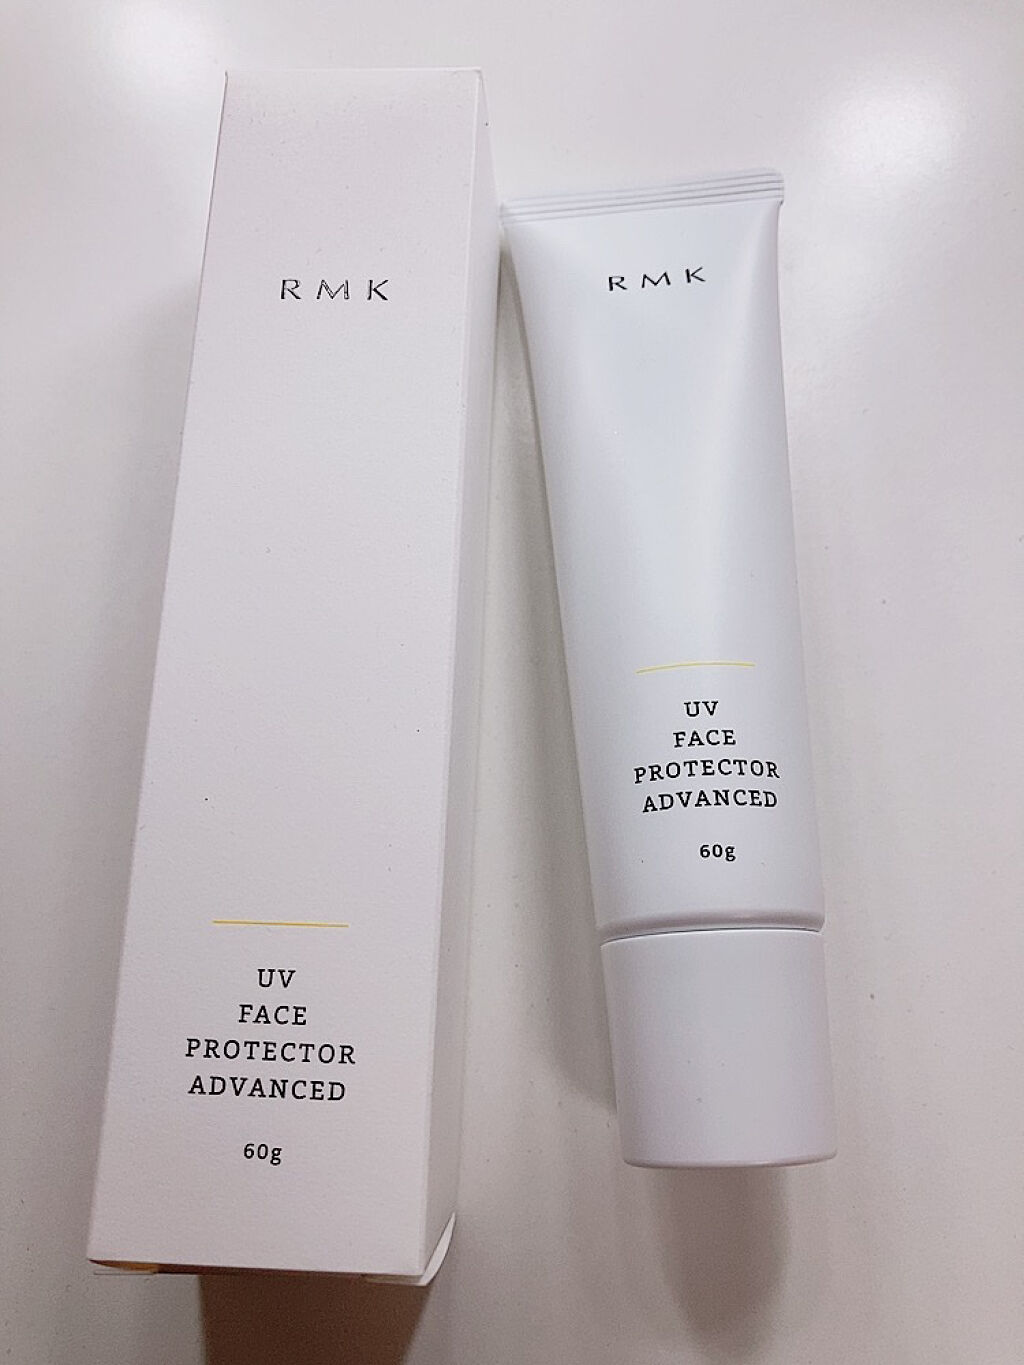 RMK
UV
FACE
PROTECTOR
ADVANCED
60g
RMK
UV
FACE
PROTECTOR
ADVANCED
60g